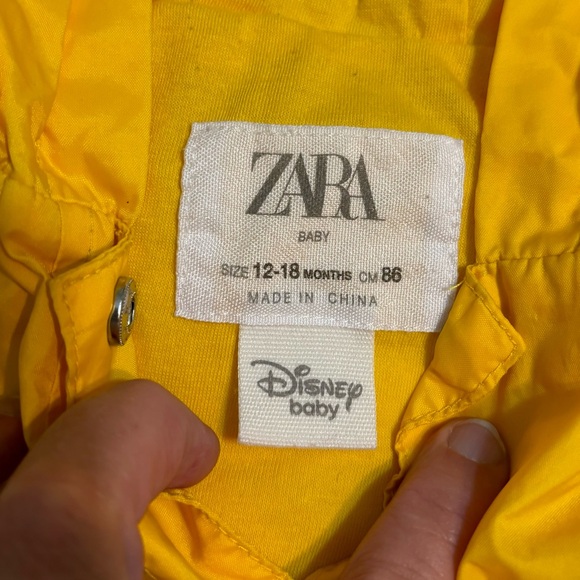 ZARA
BABY
SIZE 12-18 MONTHS CM 86
MADE IN CHINA
Disney
baby